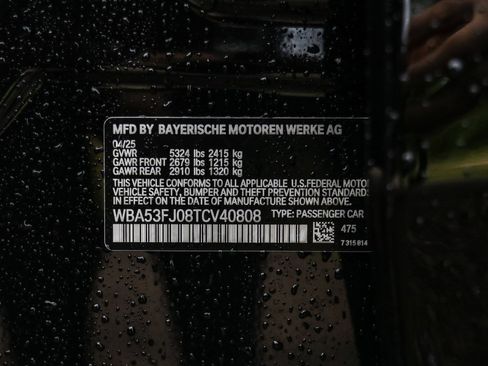 MFD BY BAYERISCHE MOTOREN WERKE AG
04/25
GVWR 5324 lbs 2415 kg
GAWR FRONT 2679 lbs 1215 kg
GAWR REAR 2910 lbs 1320 kg
THIS VEHICLE CONFORMS TO ALL APPLICABLE U.S.FEDERAL MOTO
VEHICLE SAFETY, BUMPER AND THEFT PREVENTION STANDARD
IN EFFECT ON THE DATE OF MANUFACTURE SHOWN ABOVE.
WBA53FJ08TCV40808 TYPE: PASSENGER CAR
475
7 315 814